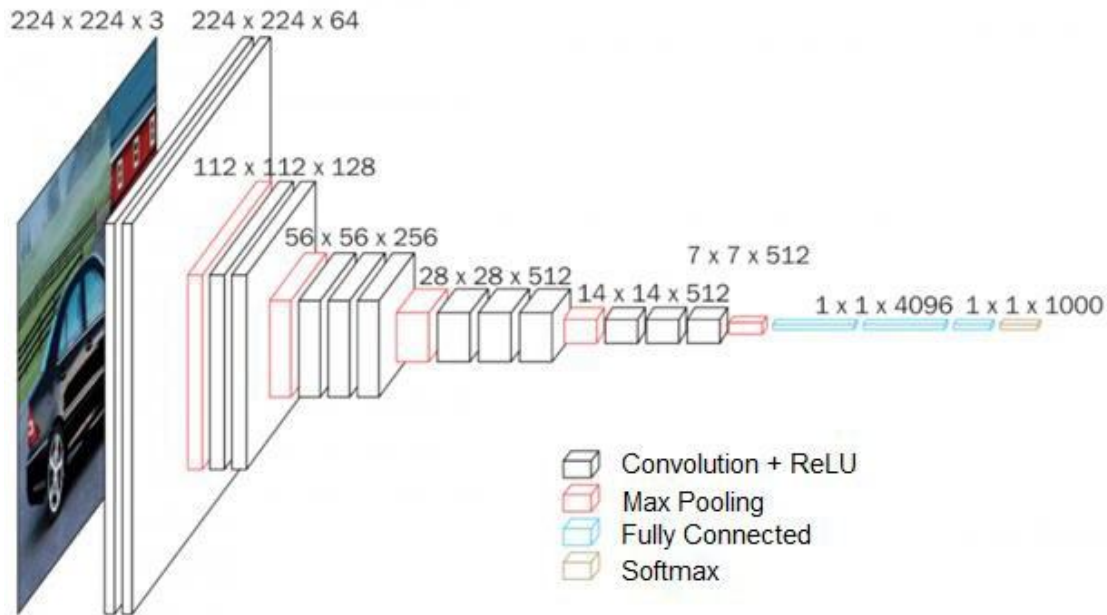 224 x 224 x 3
224 x 224 x 64
112 x 112 x 128
56 x 56 x 256
28 x 28 x 512
14 x 14 x 512
7 x 7 x 512
1 x 1 x 4096
1 x 1 x 1000
Convolution + ReLU
Max Pooling
Fully Connected
Softmax